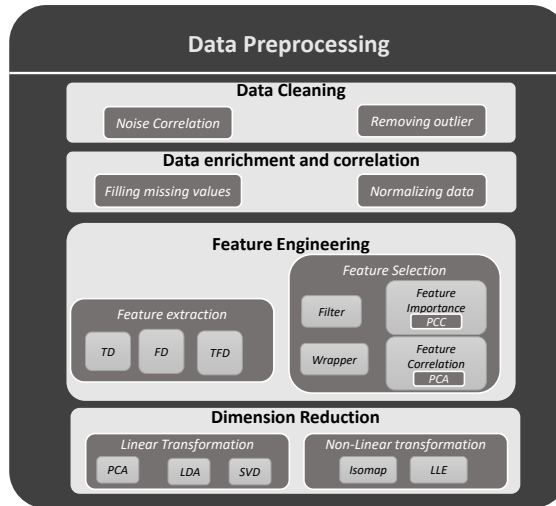 Data Preprocessing
Data Cleaning
Noise Correlation
Removing outlier
Data enrichment and correlation
Filling missing values
Normalizing data
Feature Engineering
Feature extraction
TD
FD
TFD
Feature Selection
Filter
Wrapper
Feature
Importance
PCC
Feature
Correlation
PCA
Dimension Reduction
Linear Transformation
PCA
LDA
SVD
Non-Linear transformation
Isomap
LLE